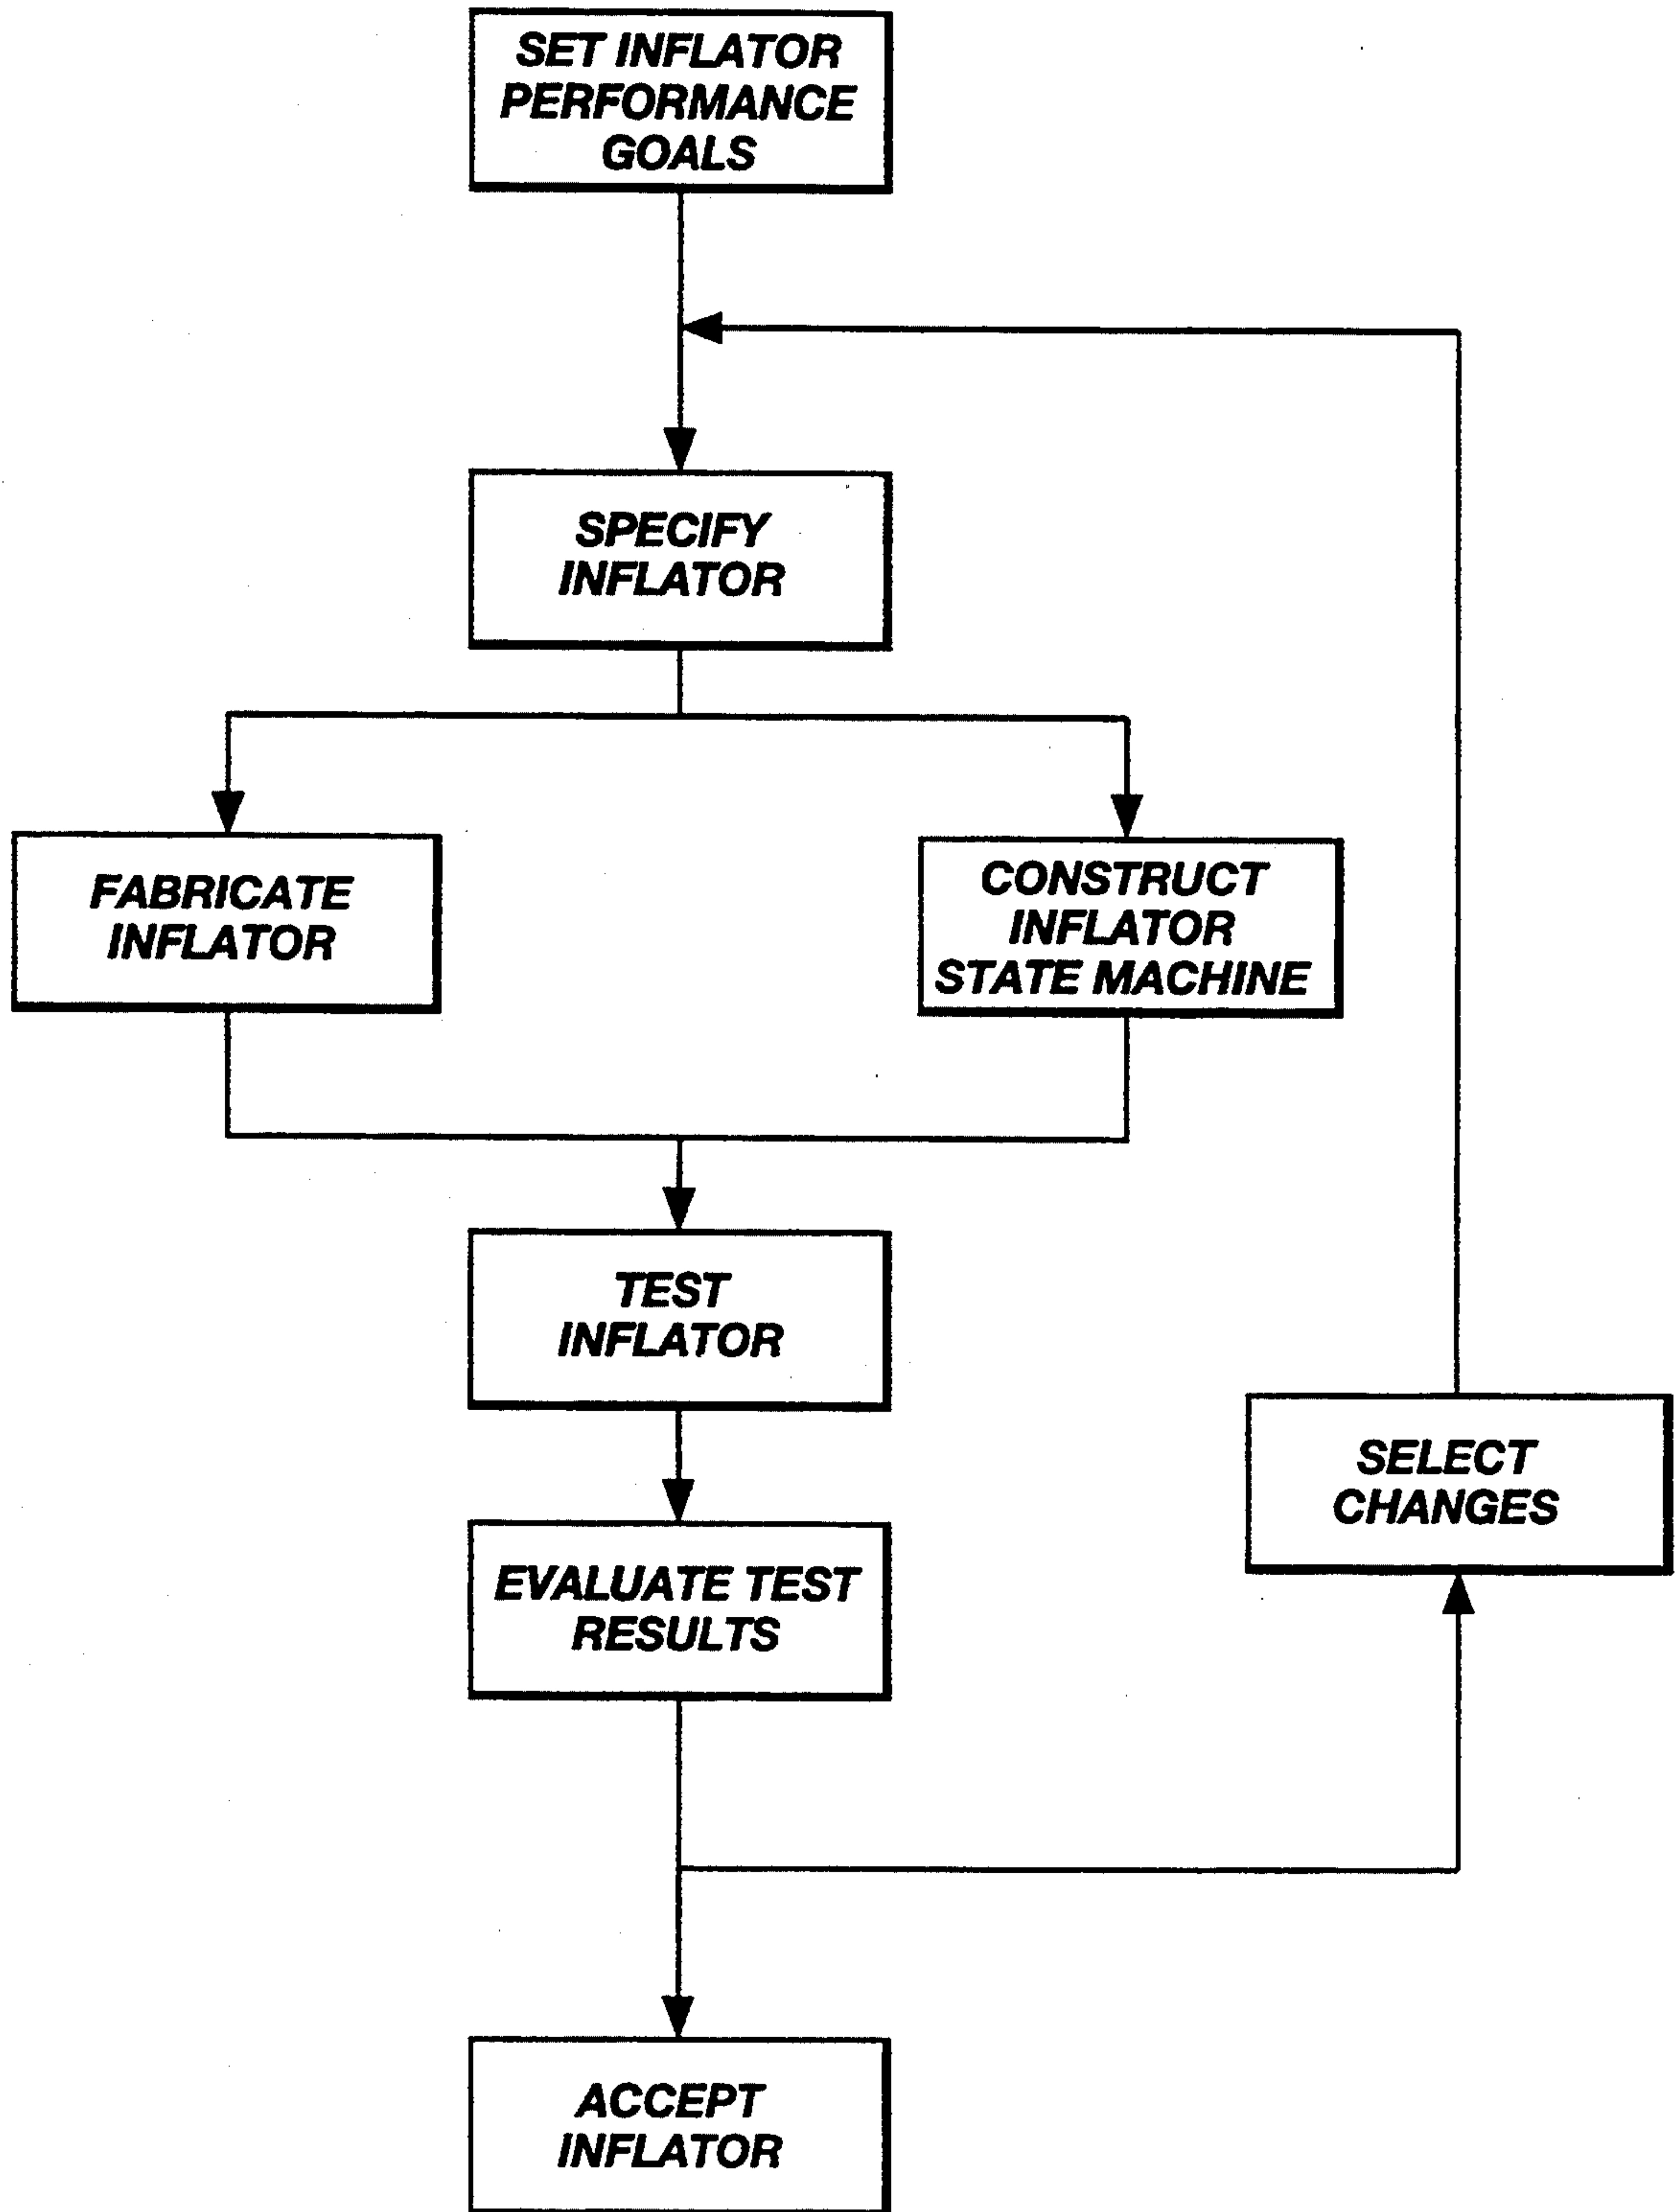 SET INFLATOR
PERFORMANCE
GOALS
SPECIFY
INFLATOR
FABRICATE
INFLATOR
CONSTRUCT
INFLATOR
STATE MACHINE
TEST
INFLATOR
SELECT
CHANGES
EVALUATE TEST
RESULTS
ACCEPT
INFLATOR